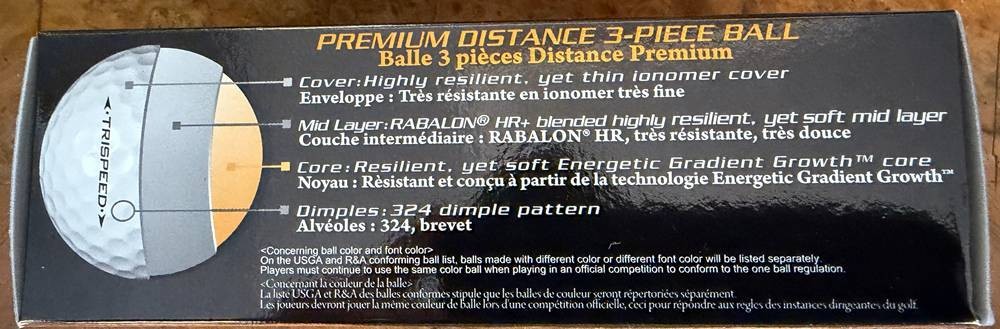 PREMIUM DISTANCE 3-PIECE BALL
Balle 3 pièces Distance Premium
Cover: Highly resilient, yet thin ionomer cover
Enveloppe : Très résistante en ionomer très fine
Mid Layer: RABALON® HR+ blended highly resilient, yet soft mid layer
Couche intermédiaire : RABALON® HR, très résistante, très douce
Core: Resilient, yet soft Energetic Gradient Growth™ core
Noyau : Rèsistant et conçu à partir de la technologie Energetic Gradient Growth™
Dimples: 324 dimple pattern
Alvéoles : 324, brevet
TRISPEED
<Concerning ball color and font color>
On the USGA and R&A conforming ball list, balls made with different color or different font color will be listed separately.
Players must continue to use the same color ball when playing in an official competition to conform to the one ball regulation.
<Concernant la couleur de la balle>
La liste USGA et R&A des balles conformes stipule que les balles de couleur seront répertoriées séparément.
Les joueurs devront jouer la même couleur de balle lors d'une compétition officielle, ceci pour répondre aux regles des instances dirigeantes du golf.